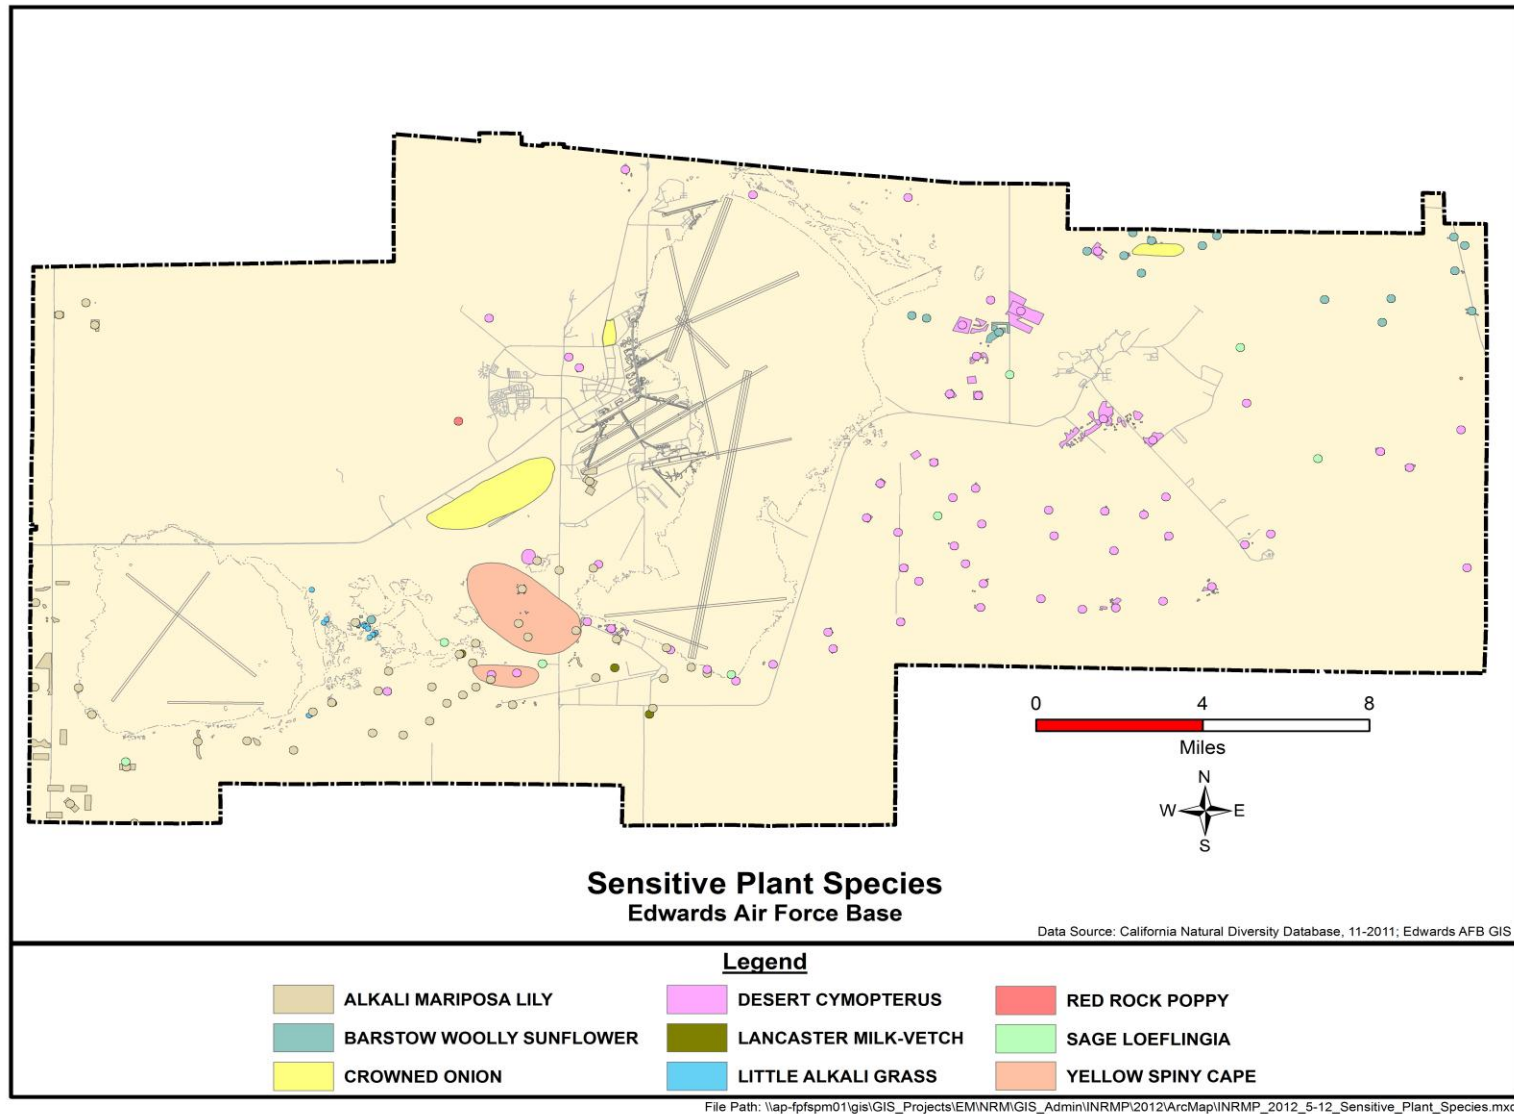 0 4 8
Miles
N
W E
S
Sensitive Plant Species
Edwards Air Force Base
Data Source: California Natural Diversity Database, 11-2011; Edwards AFB GIS
Legend
ALKALI MARIPOSA LILY DESERT CYMOPTERUS RED ROCK POPPY
BARSTOW WOOLLY SUNFLOWER LANCASTER MILK-VETCH SAGE LOEFLINGIA
CROWNED ONION LITTLE ALKALI GRASS YELLOW SPINY CAPE
File Path: \\ap-fpfspm01\gis\GIS_Projects\EM\NRM\GIS_Admin\INRMP\2012\ArcMap\INRMP_2012_5-12_Sensitive_Plant_Species.mxd